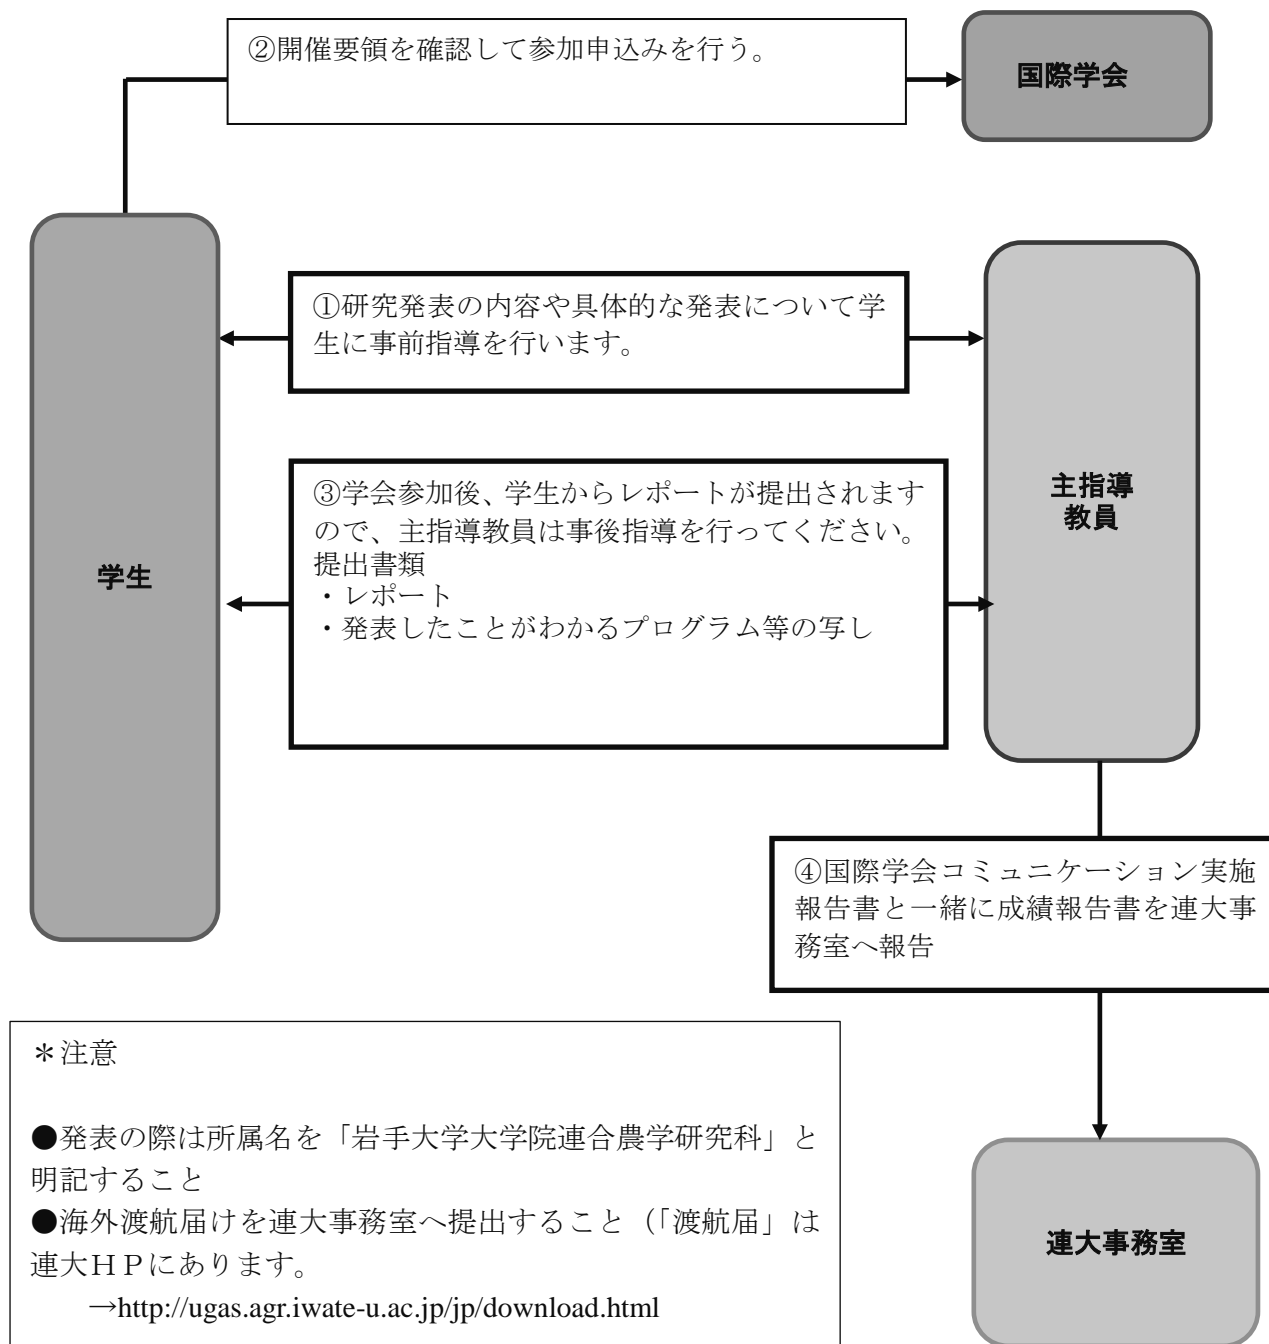 ②開催要領を確認して参加申込みを行う。
国際学会
①研究発表の内容や具体的な発表について学
生に事前指導を行います。
③学会参加後、学生からレポートが提出されます
ので、主指導教員は事後指導を行ってください。
提出書類
・レポート
・発表したことがわかるプログラム等の写し
学生
主指導
教員
④国際学会コミュニケーション実施
報告書と一緒に成績報告書を連大事
務室へ報告
＊注意
●発表の際は所属名を「岩手大学大学院連合農学研究科」と
明記すること
●海外渡航届けを連大事務室へ提出すること（「渡航届」は
連大ＨＰにあります。
→http://ugas.agr.iwate-u.ac.jp/jp/download.html
連大事務室